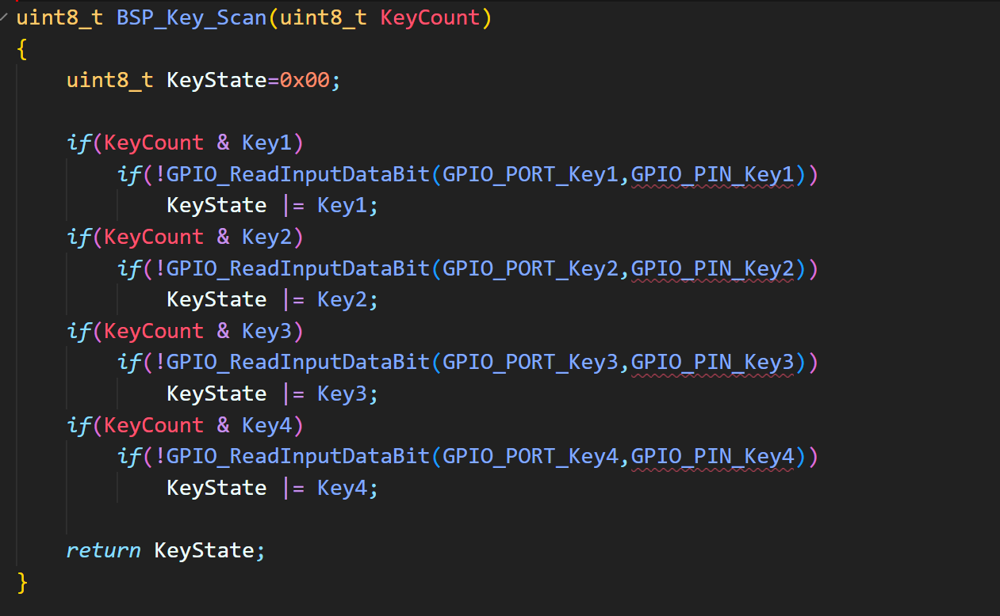 uint8_t BSP_Key_Scan(uint8_t KeyCount)
{
    uint8_t KeyState=0x00;

    if(KeyCount & Key1)
        if(!GPIO_ReadInputDataBit(GPIO_PORT_Key1,GPIO_PIN_Key1))
            KeyState |= Key1;
    if(KeyCount & Key2)
        if(!GPIO_ReadInputDataBit(GPIO_PORT_Key2,GPIO_PIN_Key2))
            KeyState |= Key2;
    if(KeyCount & Key3)
        if(!GPIO_ReadInputDataBit(GPIO_PORT_Key3,GPIO_PIN_Key3))
            KeyState |= Key3;
    if(KeyCount & Key4)
        if(!GPIO_ReadInputDataBit(GPIO_PORT_Key4,GPIO_PIN_Key4))
            KeyState |= Key4;

    return KeyState;
}